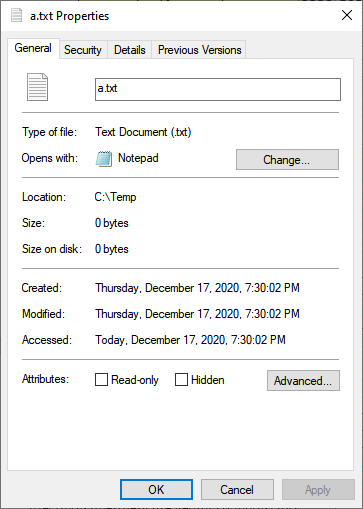 a.txt Properties
General Security Details Previous Versions
a.txt
Type of file: Text Document (.txt)
Opens with: Notepad Change...
Location: C:\Temp
Size: 0 bytes
Size on disk: 0 bytes
Created: Thursday, December 17, 2020, 7:30:02 PM
Modified: Thursday, December 17, 2020, 7:30:02 PM
Accessed: Today, December 17, 2020, 7:30:02 PM
Attributes: Read-only Hidden Advanced...
OK Cancel Apply